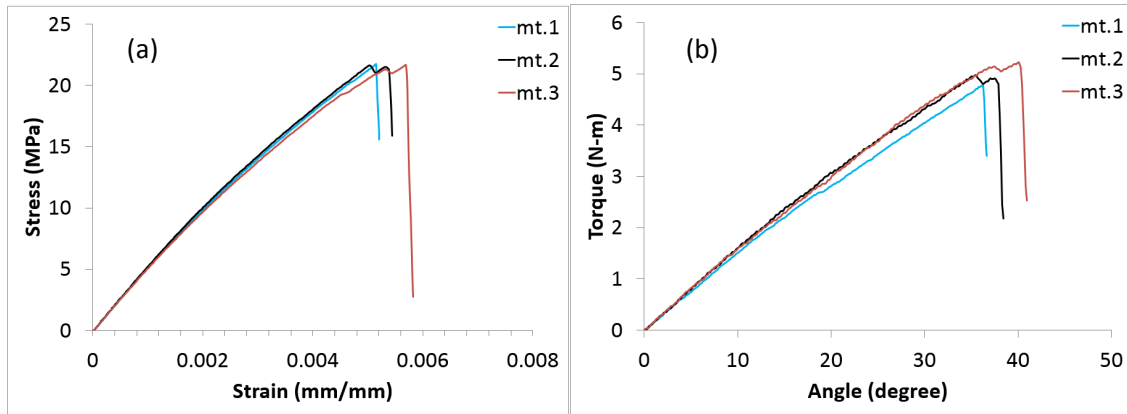 (a)
mt.1
mt.2
mt.3
25
20
15
10
5
0
0
0.002
0.004
0.006
0.008
Stress (MPa)
Strain (mm/mm)
(b)
mt.1
mt.2
mt.3
6
5
4
3
2
1
0
0
10
20
30
40
50
Torque (N-m)
Angle (degree)